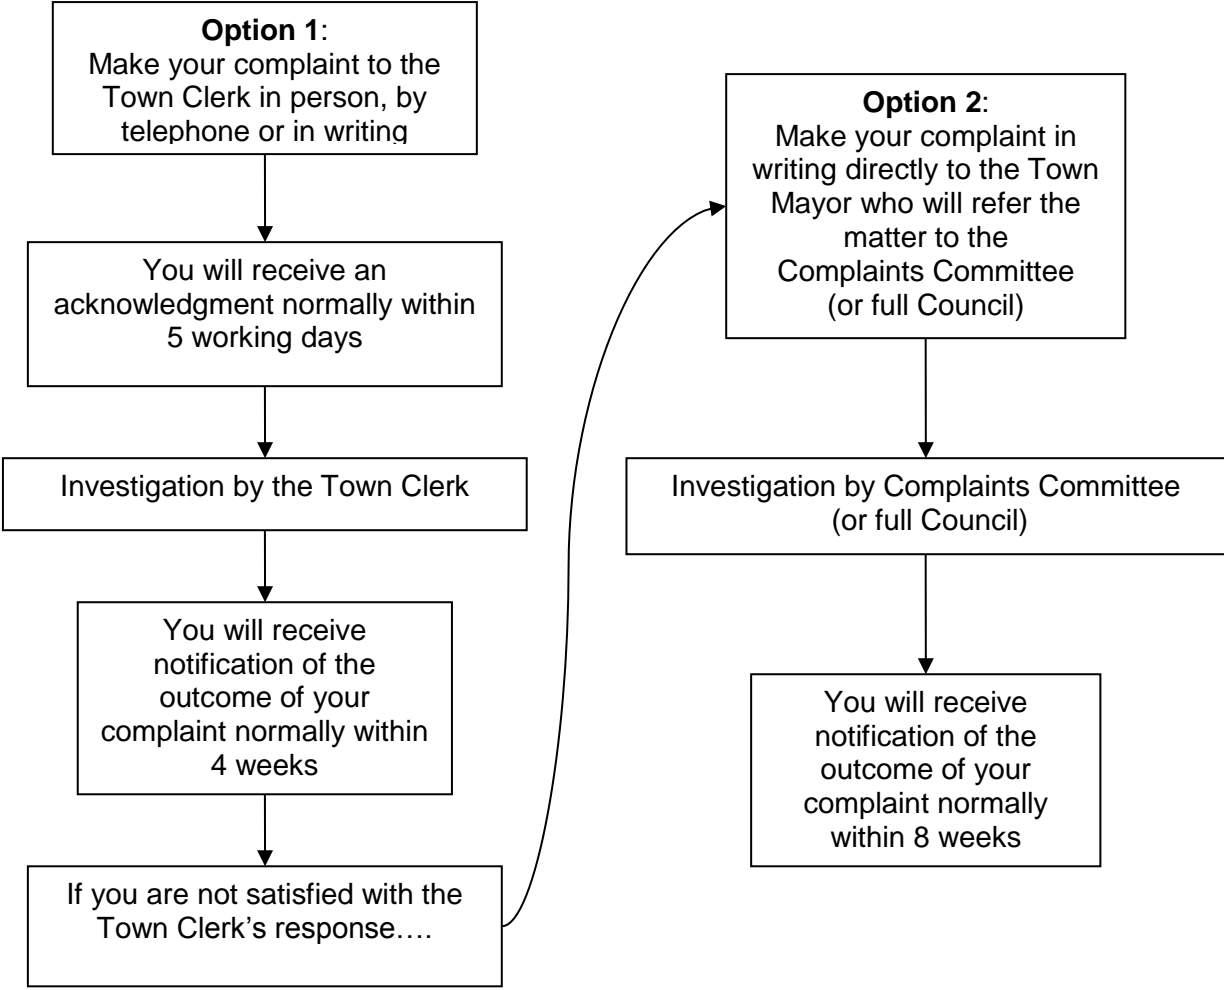 Option 1:
Make your complaint to the
Town Clerk in person, by
telephone or in writing
You will receive an
acknowledgment normally within
5 working days
Investigation by the Town Clerk
You will receive
notification of the
outcome of your
complaint normally within
4 weeks
If you are not satisfied with the
Town Clerk’s response….
Option 2:
Make your complaint in
writing directly to the Town
Mayor who will refer the
matter to the
Complaints Committee
(or full Council)
Investigation by Complaints Committee
(or full Council)
You will receive
notification of the
outcome of your
complaint normally
within 8 weeks